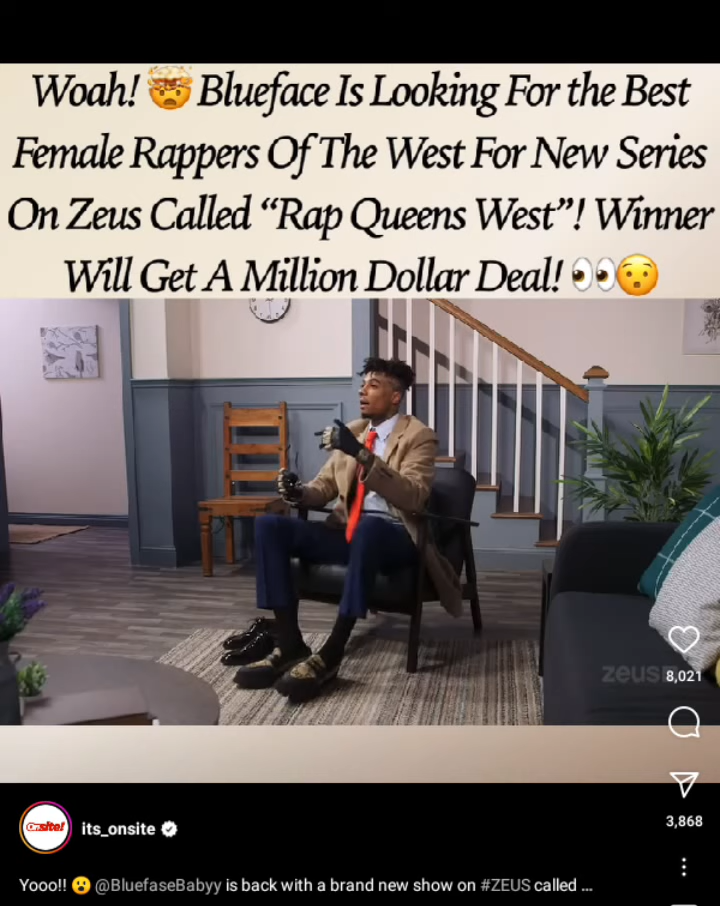 Woah! 🤯 Blueface Is Looking For the Best
Female Rappers Of The West For New Series
On Zeus Called “Rap Queens West”! Winner
Will Get A Million Dollar Deal! 👀😯
zeus
8,021
3,868
Onsite!
its_onsite
Yooo!! 😮 @BluefaseBabyy is back with a brand new show on #ZEUS called ...